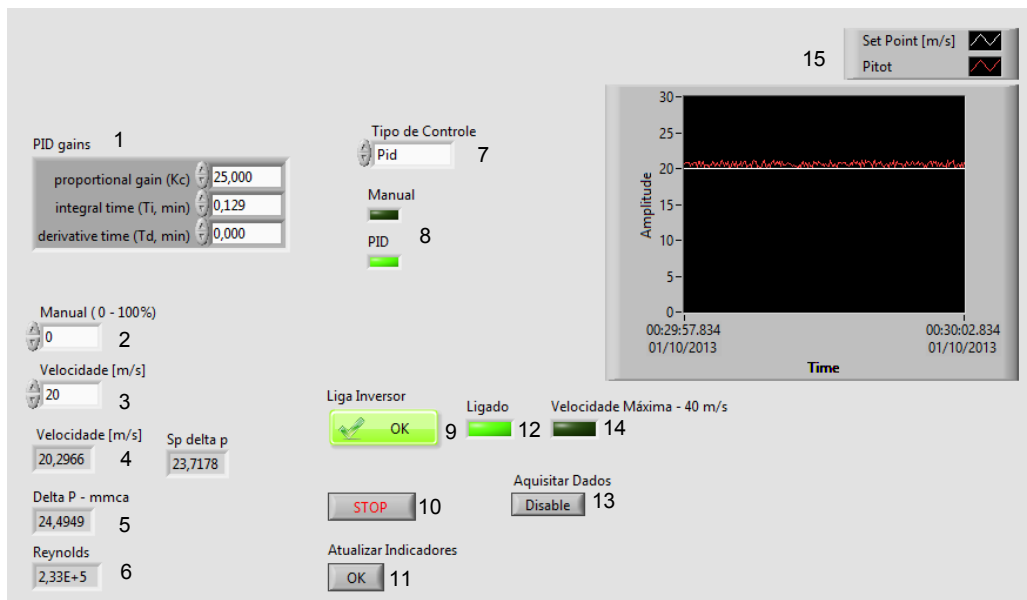 15
Set Point [m/s]
Pitot
PID gains 1
proportional gain (Kc) 25,000
integral time (Ti, min) 0,129
derivative time (Td, min) 0,000
Tipo de Controle
Pid 7
Manual
PID 8
30
25
20
15
10
5
0
Amplitude
00:29:57.834
01/10/2013
00:30:02.834
01/10/2013
Time
Manual ( 0 - 100%)
0 2
Velocidade [m/s]
20 3
Velocidade [m/s]
20,2966 4
Sp delta p
23,7178
Delta P - mmca
24,4949 5
Reynolds
2,33E+5 6
Liga Inversor
OK 9
Ligado
12
Velocidade Máxima - 40 m/s
14
STOP 10
Aquisitar Dados
Disable 13
Atualizar Indicadores
OK 11